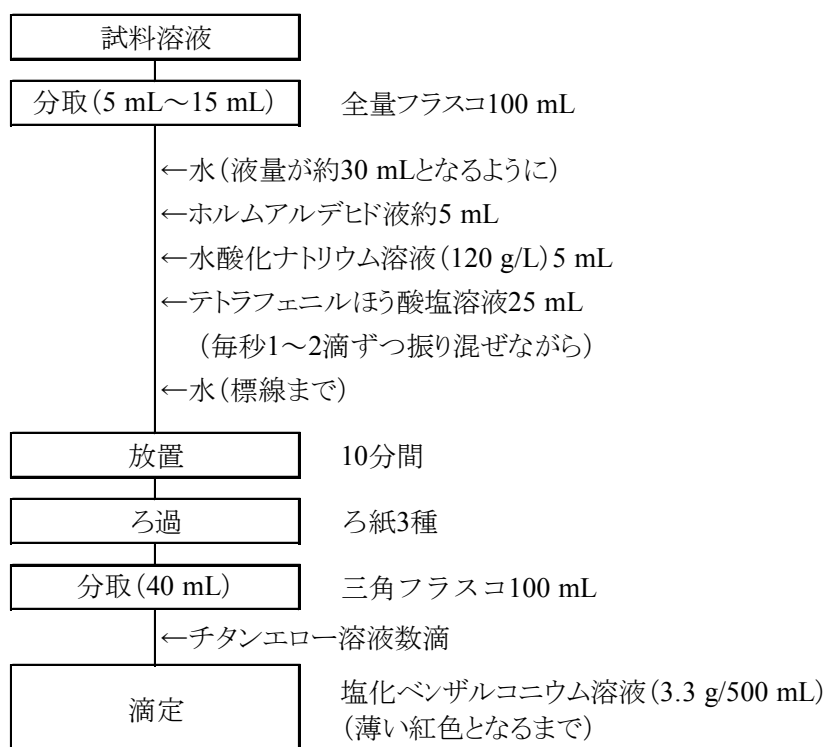 試料溶液
分取(5 mL～15 mL) 全量フラスコ100 mL
←水(液量が約30 mLとなるように)
←ホルムアルデヒド液約5 mL
←水酸化ナトリウム溶液(120 g/L)5 mL
←テトラフェニルほう酸塩溶液25 mL
(毎秒1～2滴ずつ振り混ぜながら)
←水(標線まで)
放置 10分間
ろ過 ろ紙3種
分取(40 mL) 三角フラスコ100 mL
←チタンエロー溶液数滴
滴定 塩化ベンザルコニウム溶液(3.3 g/500 mL)
(薄い紅色となるまで)